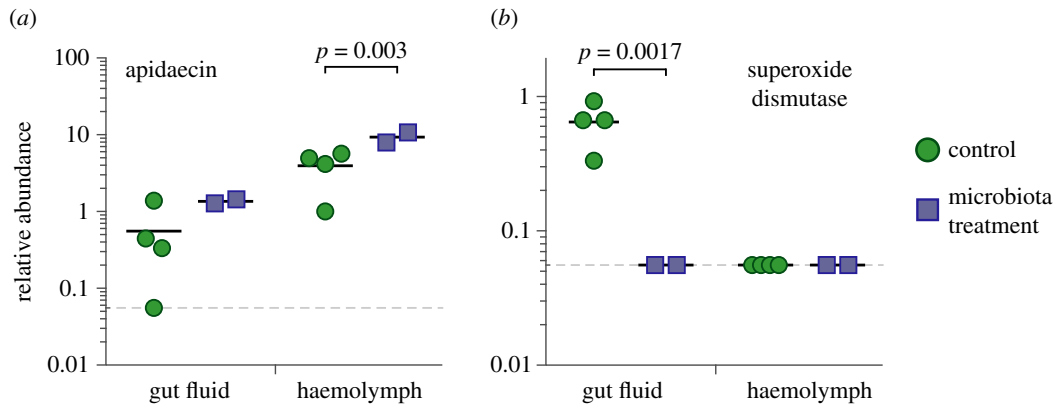 (a)
(b)
relative abundance
100
10
1
0.1
0.01
apidaecin
p = 0.003
gut fluid
haemolymph
1
0.1
0.01
p = 0.0017
superoxide
dismutase
gut fluid
haemolymph
control
microbiota
treatment